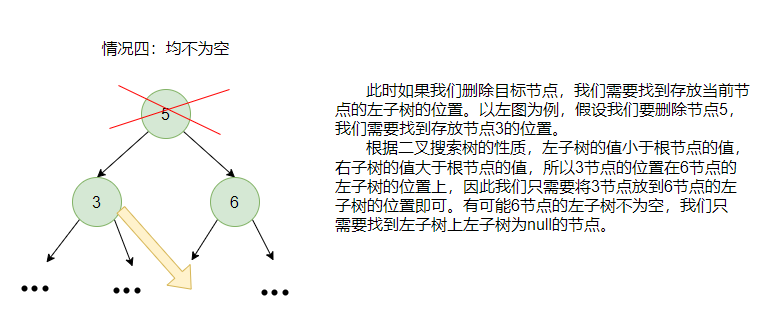 情况四：均不为空
5
3
6
此时如果我们删除目标节点，我们需要找到存放当前节
点的左子树的位置。以左图为例，假设我们要删除节点5，
我们需要找到存放节点3的位置。
根据二叉搜索树的性质，左子树的值小于根节点的值，
右子树的值大于根节点的值，所以3节点的位置在6节点的
左子树的位置上，因此我们只需要将3节点放到6节点的左
子树的位置即可。有可能6节点的左子树不为空，我们只
需要找到左子树上左子树为null的节点。